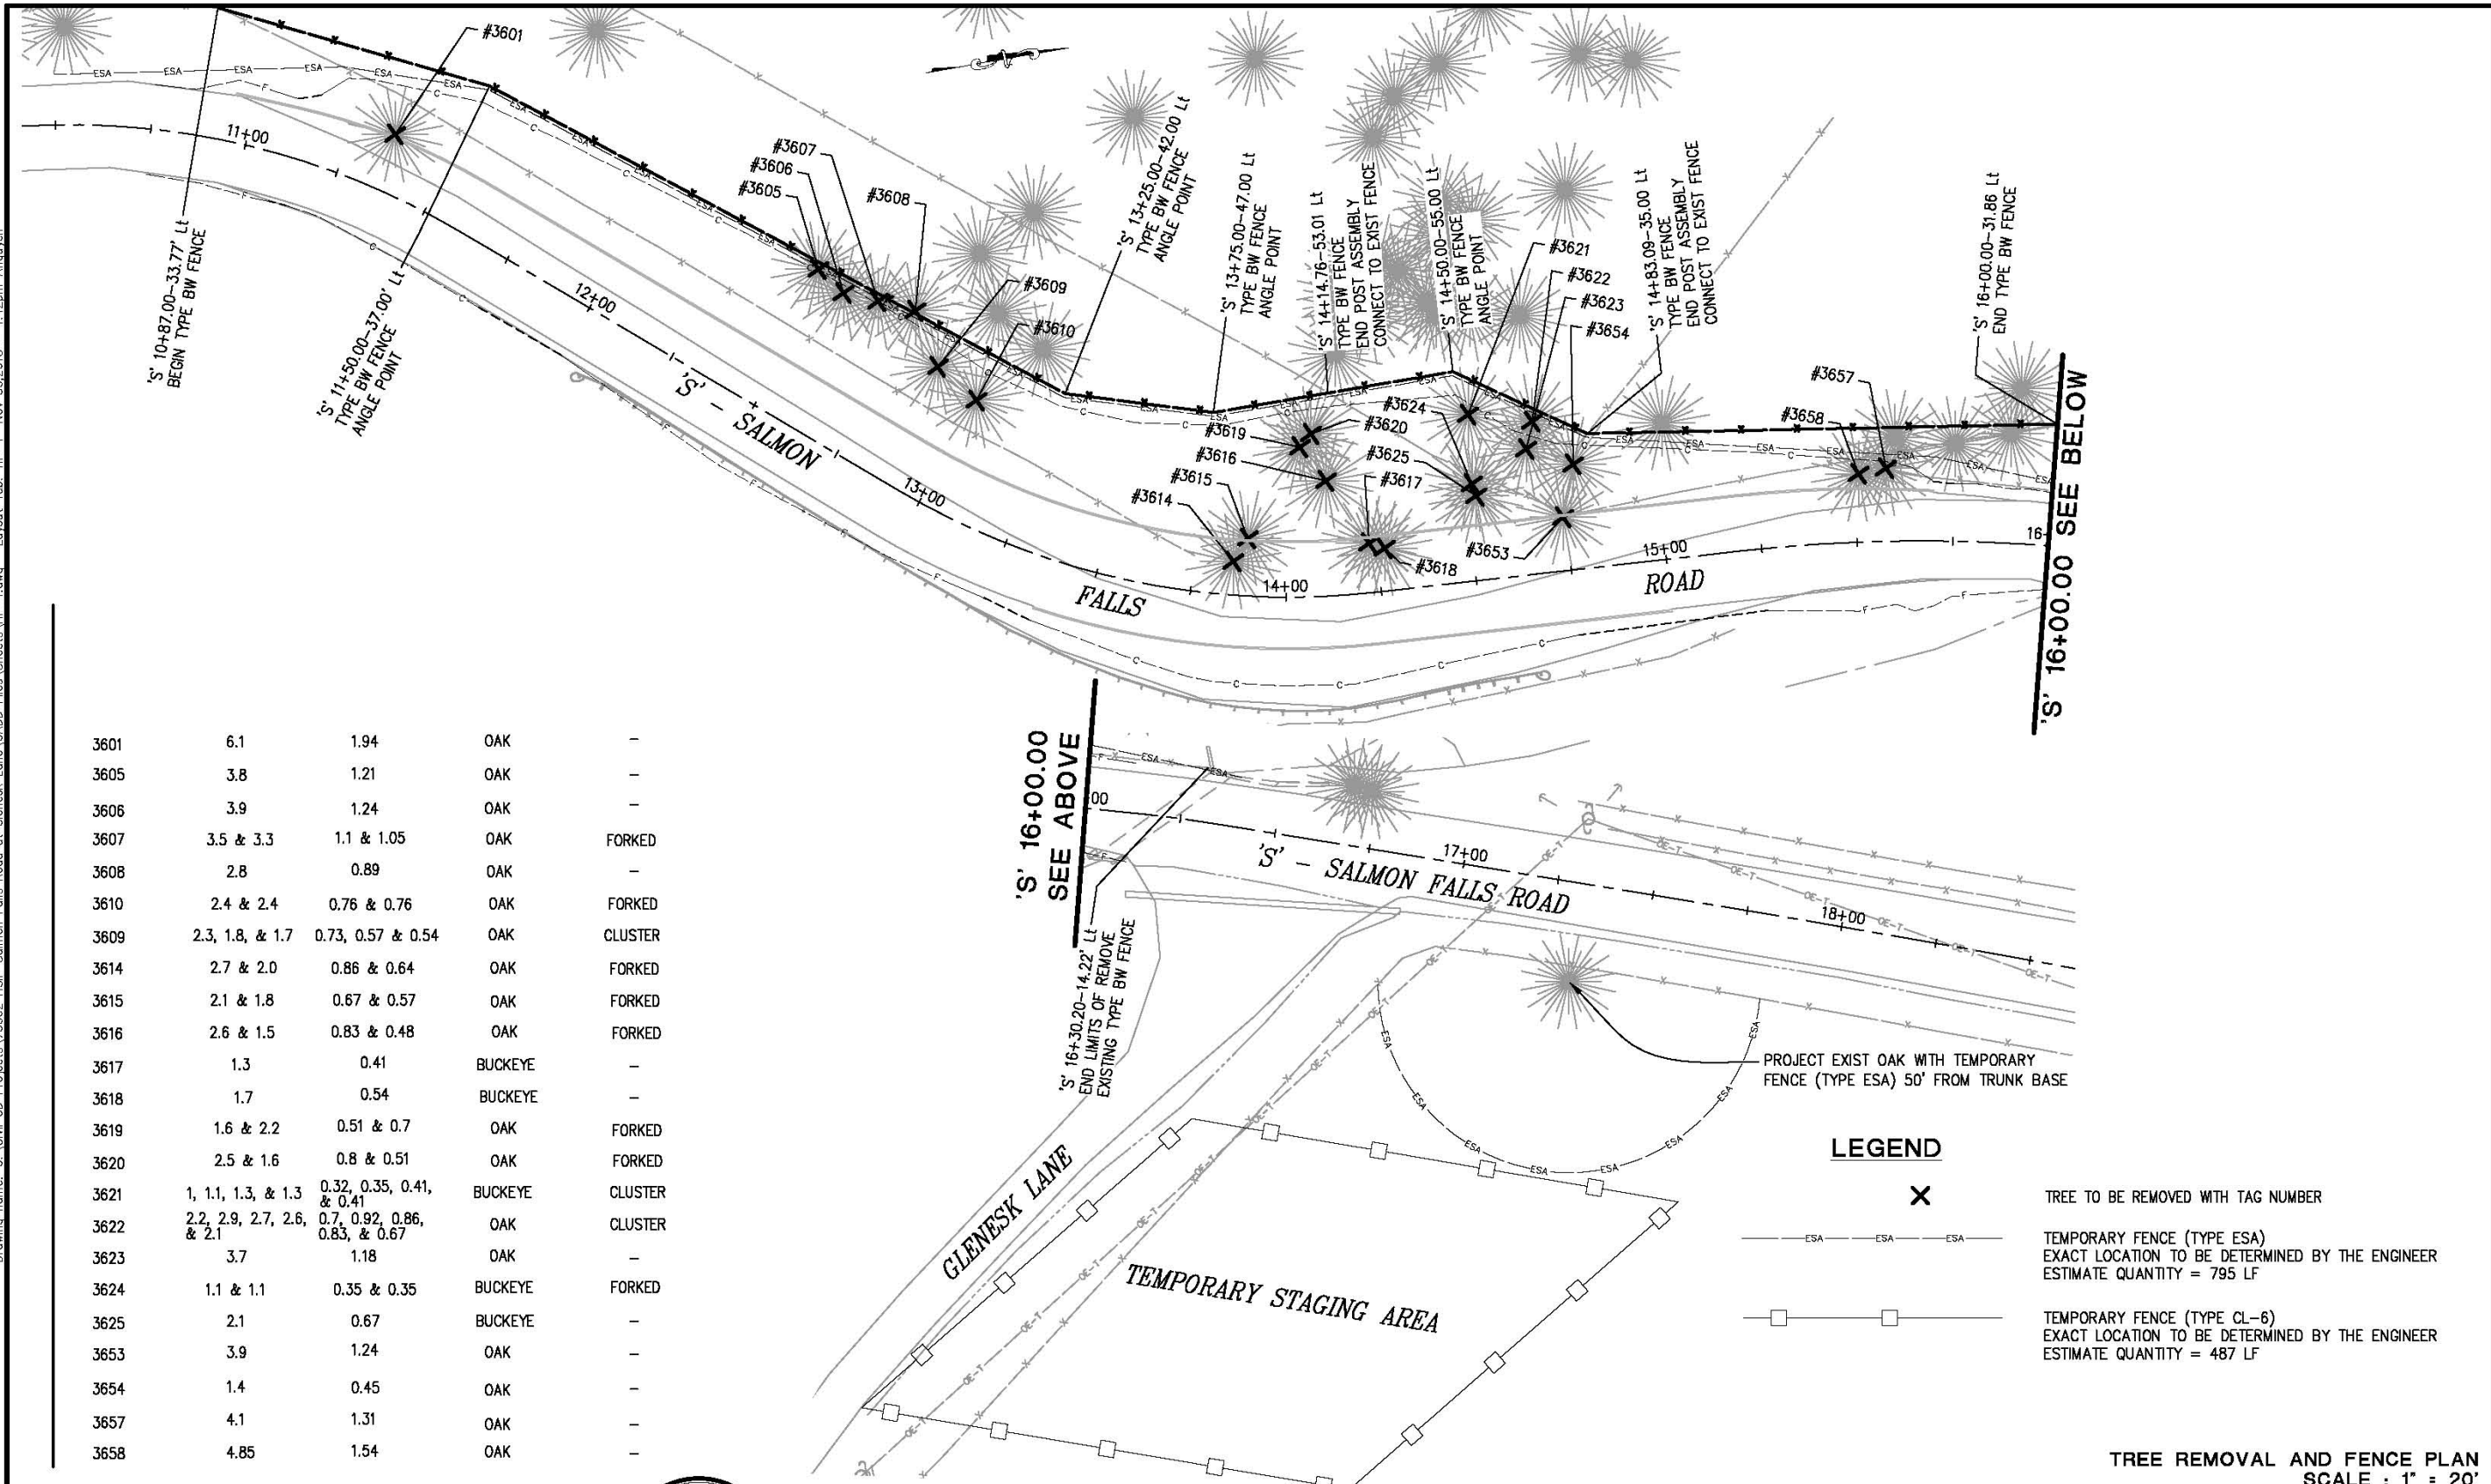 #3601
11+00
'S' 10+87.00-33.77' Lt
BEGIN TYPE BW FENCE
'S' 11+50.00-37.00' Lt
TYPE BW FENCE
ANGLE POINT
#3607
#3606
#3605
#3608
#3609
#3610
12+00
'S' - SALMON
13+00
'S' 13+25.00-42.00 Lt
TYPE BW FENCE
ANGLE POINT
'S' 13+75.00-47.00 Lt
TYPE BW FENCE
ANGLE POINT
'S' 14+14.76-53.01 Lt
TYPE BW FENCE
END POST ASSEMBLY
CONNECT TO EXIST FENCE
'S' 14+50.00-55.00 Lt
TYPE BW FENCE
ANGLE POINT
#3621
#3622
#3623
#3654
'S' 14+83.09-35.00 Lt
TYPE BW FENCE
END POST ASSEMBLY
CONNECT TO EXIST FENCE
'S' 16+00.00-31.86 Lt
END TYPE BW FENCE
#3657
#3658
#3624
#3619
#3620
#3616
#3625
#3615
#3617
#3614
#3653
#3618
14+00
15+00
16
FALLS
ROAD
'S' 16+00.00 SEE BELOW
3601 6.1 1.94 OAK –
3605 3.8 1.21 OAK –
3606 3.9 1.24 OAK –
3607 3.5 & 3.3 1.1 & 1.05 OAK FORKED
3608 2.8 0.89 OAK –
3610 2.4 & 2.4 0.76 & 0.76 OAK FORKED
3609 2.3, 1.8, & 1.7 0.73, 0.57 & 0.54 OAK CLUSTER
3614 2.7 & 2.0 0.86 & 0.64 OAK FORKED
3615 2.1 & 1.8 0.67 & 0.57 OAK FORKED
3616 2.6 & 1.5 0.83 & 0.48 OAK FORKED
3617 1.3 0.41 BUCKEYE –
3618 1.7 0.54 BUCKEYE –
3619 1.6 & 2.2 0.51 & 0.7 OAK FORKED
3620 2.5 & 1.6 0.8 & 0.51 OAK FORKED
3621 1, 1.1, 1.3, & 1.3 0.32, 0.35, 0.41, & 0.41 BUCKEYE CLUSTER
3622 2.2, 2.9, 2.7, 2.6, & 2.1 0.7, 0.92, 0.86, 0.83, & 0.67 OAK CLUSTER
3623 3.7 1.18 OAK –
3624 1.1 & 1.1 0.35 & 0.35 BUCKEYE FORKED
3625 2.1 0.67 BUCKEYE –
3653 3.9 1.24 OAK –
3654 1.4 0.45 OAK –
3657 4.1 1.31 OAK –
3658 4.85 1.54 OAK –
'S' 16+00.00
SEE ABOVE
00
17+00
'S' - SALMON FALLS ROAD
18+00
'S' 16+30.20-14.22' Lt
END LIMITS OF REMOVE
EXISTING TYPE BW FENCE
PROJECT EXIST OAK WITH TEMPORARY
FENCE (TYPE ESA) 50' FROM TRUNK BASE
GLENESK LANE
TEMPORARY STAGING AREA
LEGEND
TREE TO BE REMOVED WITH TAG NUMBER
ESA ESA ESA
TEMPORARY FENCE (TYPE ESA)
EXACT LOCATION TO BE DETERMINED BY THE ENGINEER
ESTIMATE QUANTITY = 795 LF
TEMPORARY FENCE (TYPE CL-6)
EXACT LOCATION TO BE DETERMINED BY THE ENGINEER
ESTIMATE QUANTITY = 487 LF
TREE REMOVAL AND FENCE PLAN
SCALE : 1" = 20'